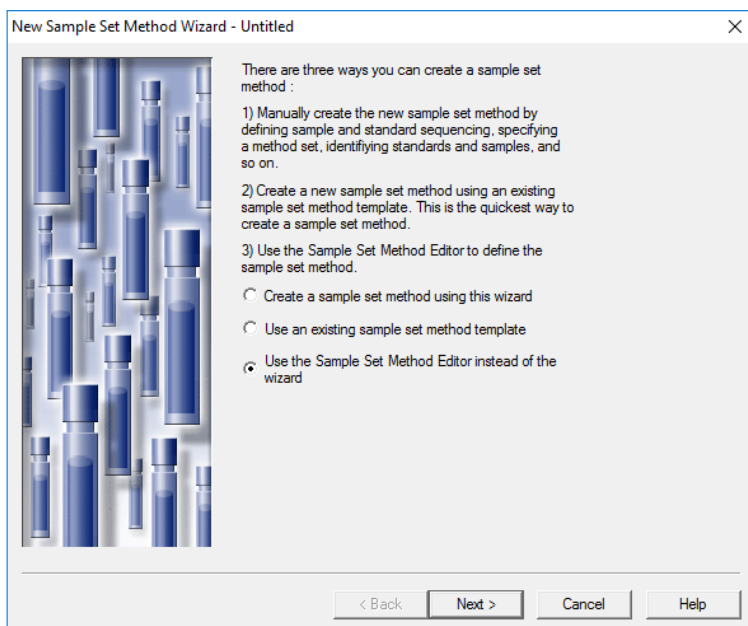 New Sample Set Method Wizard - Untitled
There are three ways you can create a sample set
method :
1) Manually create the new sample set method by
defining sample and standard sequencing, specifying
a method set, identifiying standards and samples, and
so on.
2) Create a new sample set method using an existing
sample set method template. This is the quickest way to
create a sample set method.
3) Use the Sample Set Method Editor to define the
sample set method.
Create a sample set method using this wizard
Use an existing sample set method template
Use the Sample Set Method Editor instead of the
wizard
< Back
Next >
Cancel
Help